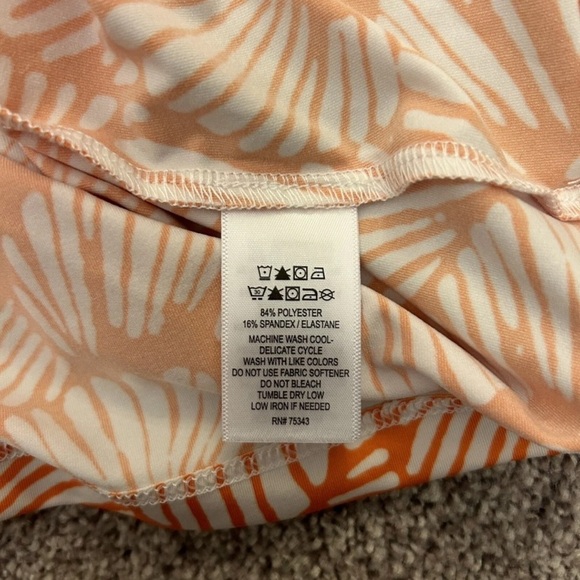 84% POLYESTER
16% SPANDEX / ELASTANE
MACHINE WASH COOL-
DELICATE CYCLE
WASH WITH LIKE COLORS
DO NOT USE FABRIC SOFTENER
DO NOT BLEACH
TUMBLE DRY LOW
LOW IRON IF NEEDED
RN# 75343